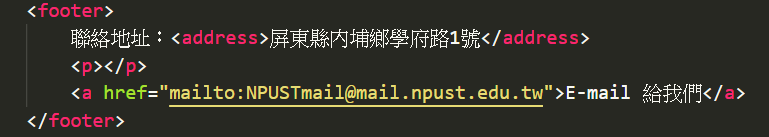 <footer>
聯絡地址：<address>屏東縣內埔鄉學府路1號</address>
<p></p>
<a href="mailto:NPUSTmail@mail.npust.edu.tw">E-mail 給我們</a>
</footer>